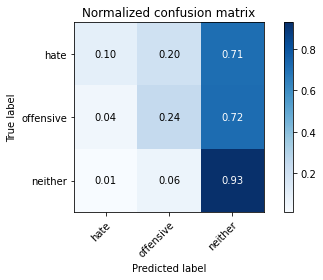 Normalized confusion matrix
True label
hate 0.10 0.20 0.71
offensive 0.04 0.24 0.72
neither 0.01 0.06 0.93
hate offensive neither
Predicted label
0.8
0.6
0.4
0.2